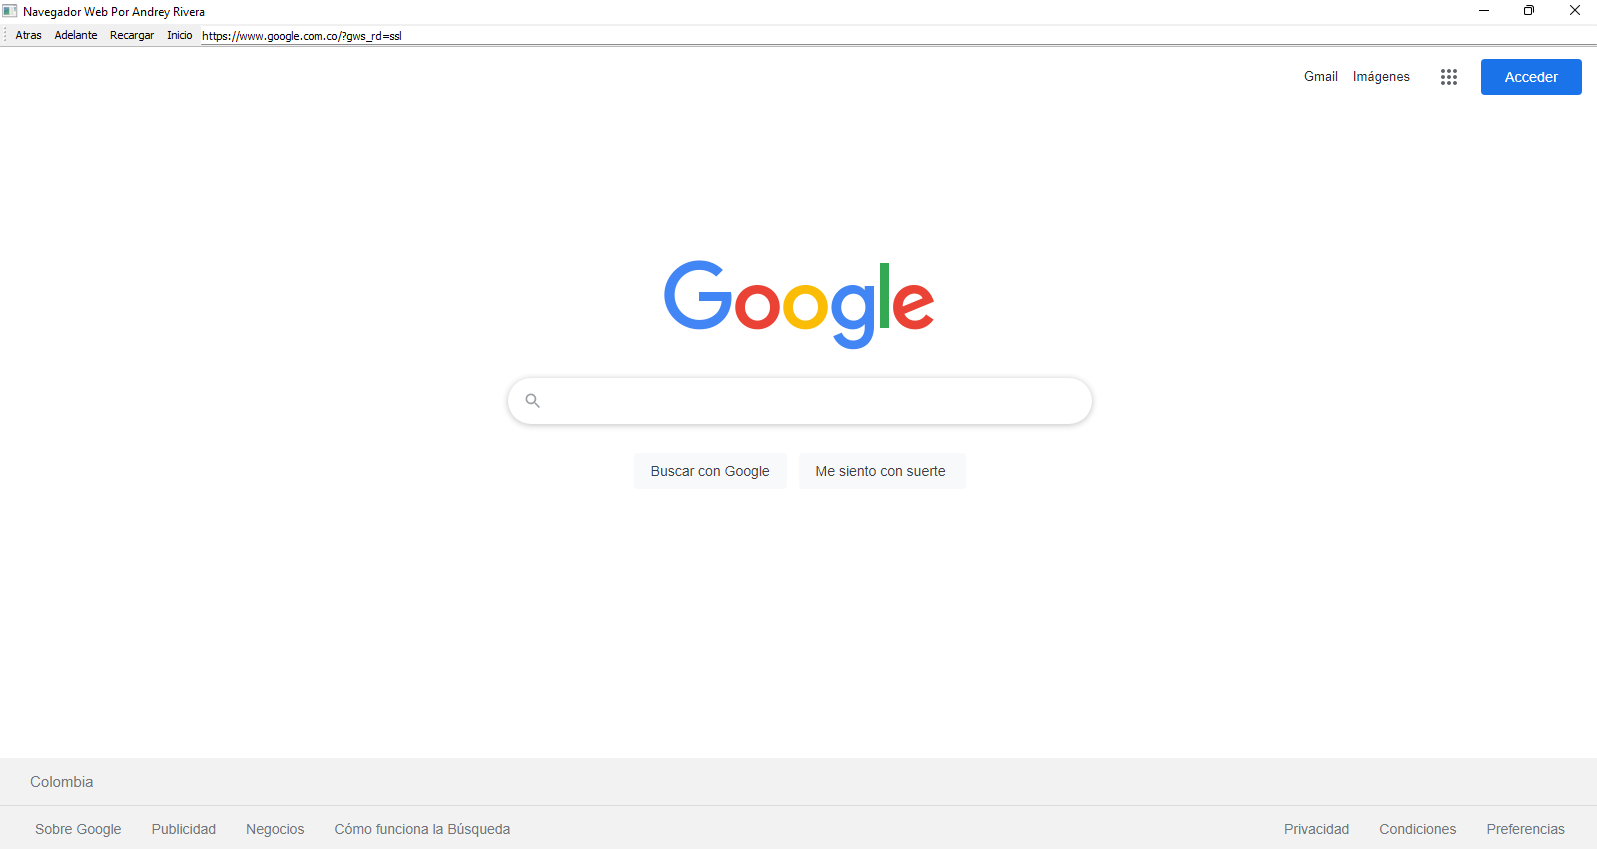 Navegador Web Por Andrey Rivera
Atras Adelante Recargar Inicio https://www.google.com.co/?gws_rd=ssl
Gmail Imágenes Acceder
Google
Buscar con Google Me siento con suerte
Colombia
Sobre Google Publicidad Negocios Cómo funciona la Búsqueda Privacidad Condiciones Preferencias